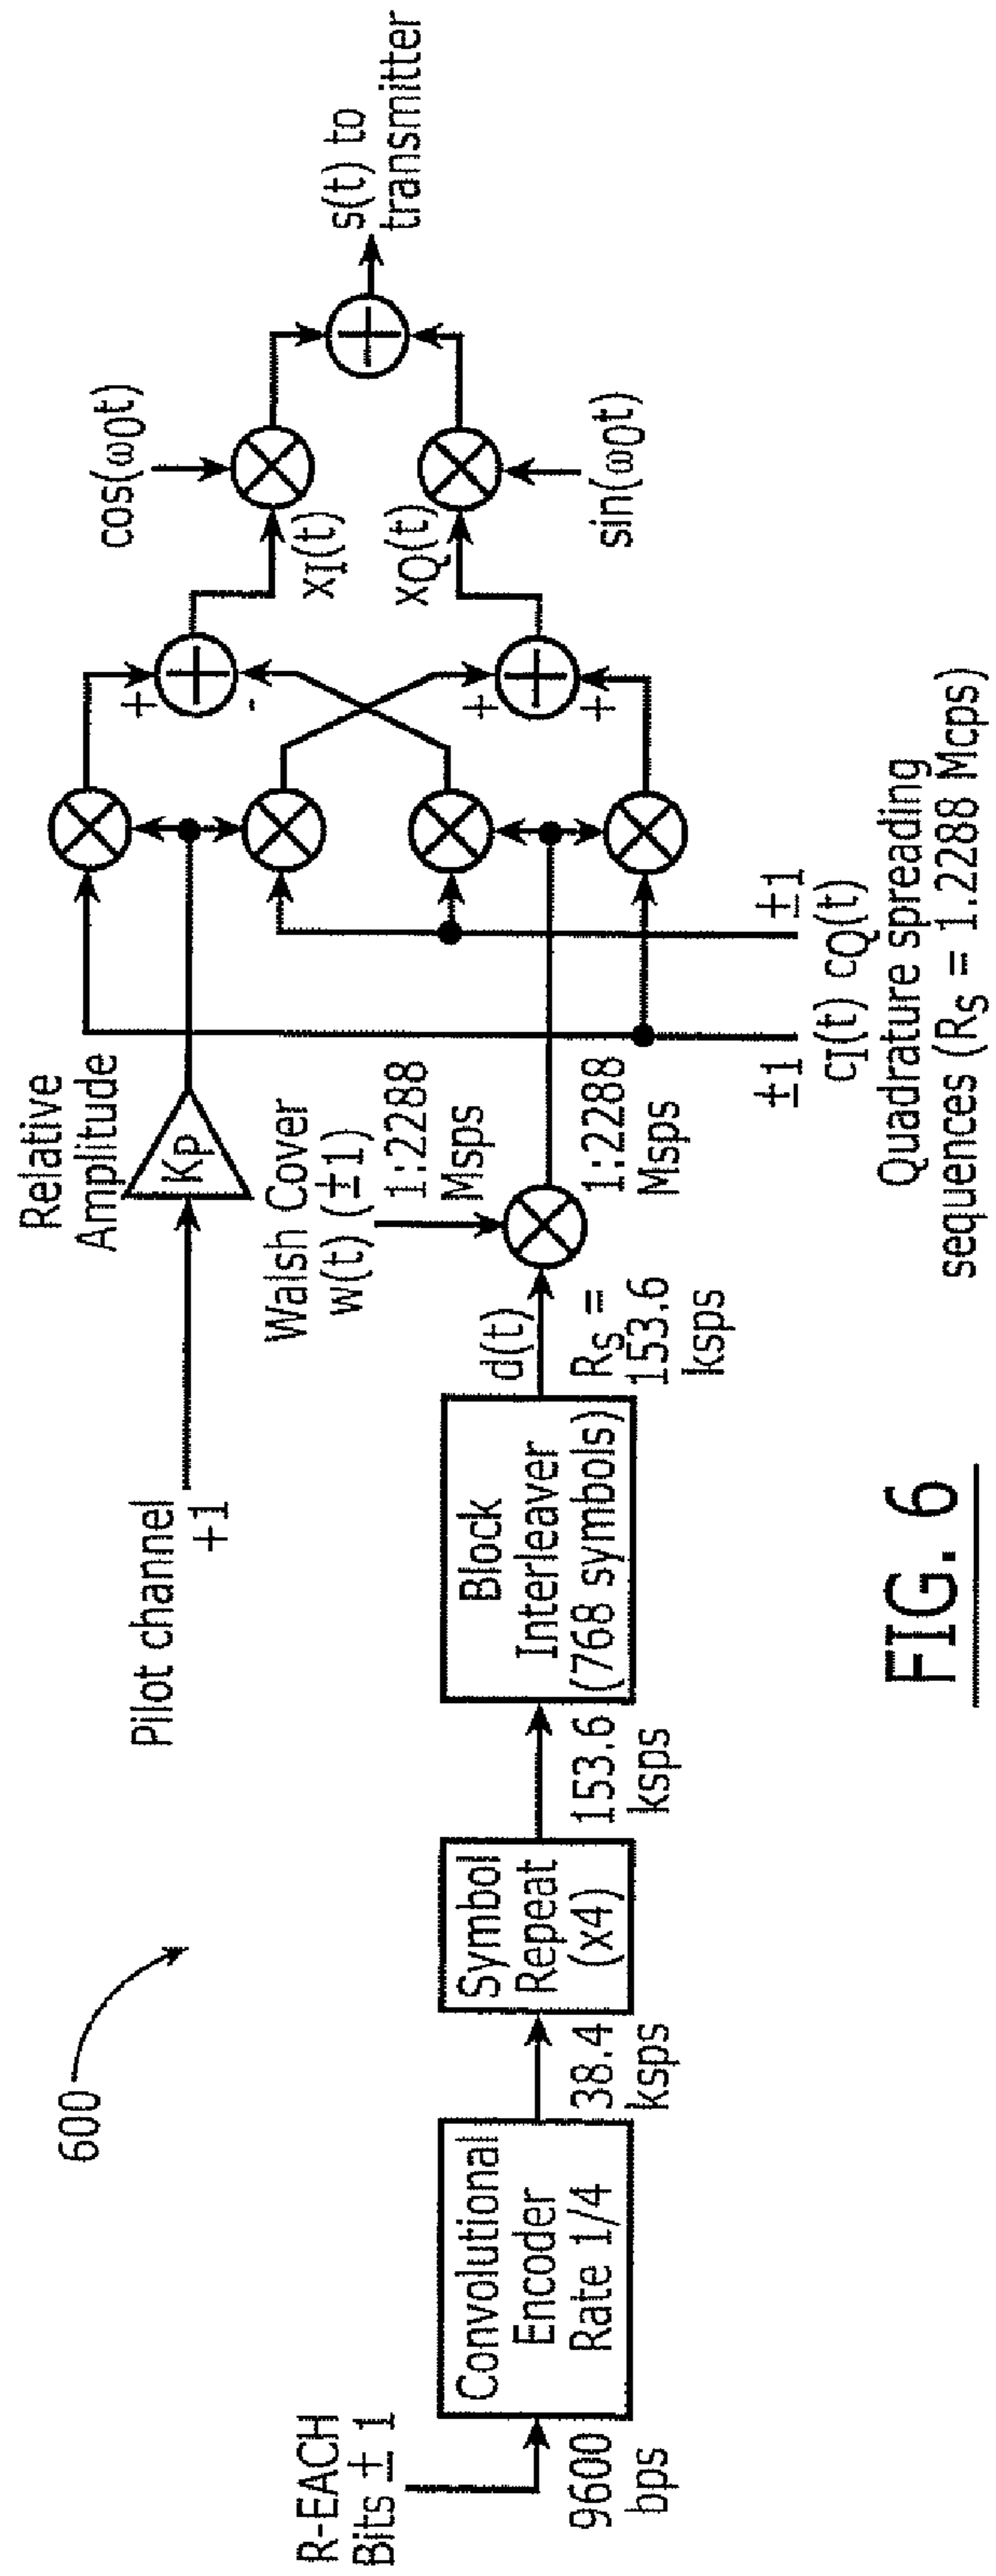 600
R-EACH
Bits ± 1
9600
bps
Convolutional
Encoder
Rate 1/4
38.4
ksps
Symbol
Repeat
(x4)
153.6
ksps
Block
Interleaver
(768 symbols)
d(t)
Rs =
153.6
ksps
Pilot channel
+1
Relative
Amplitude
Kp
Walsh Cover
w(t) (±1)
1:2288
Msps
1:2288
Msps
±1
±1
cI(t) cQ(t)
Quadrature spreading
sequences (Rs = 1.2288 Mcps)
+
-
+
+
xI(t)
xQ(t)
cos(ω0t)
sin(ω0t)
s(t) to
transmitter
FIG. 6